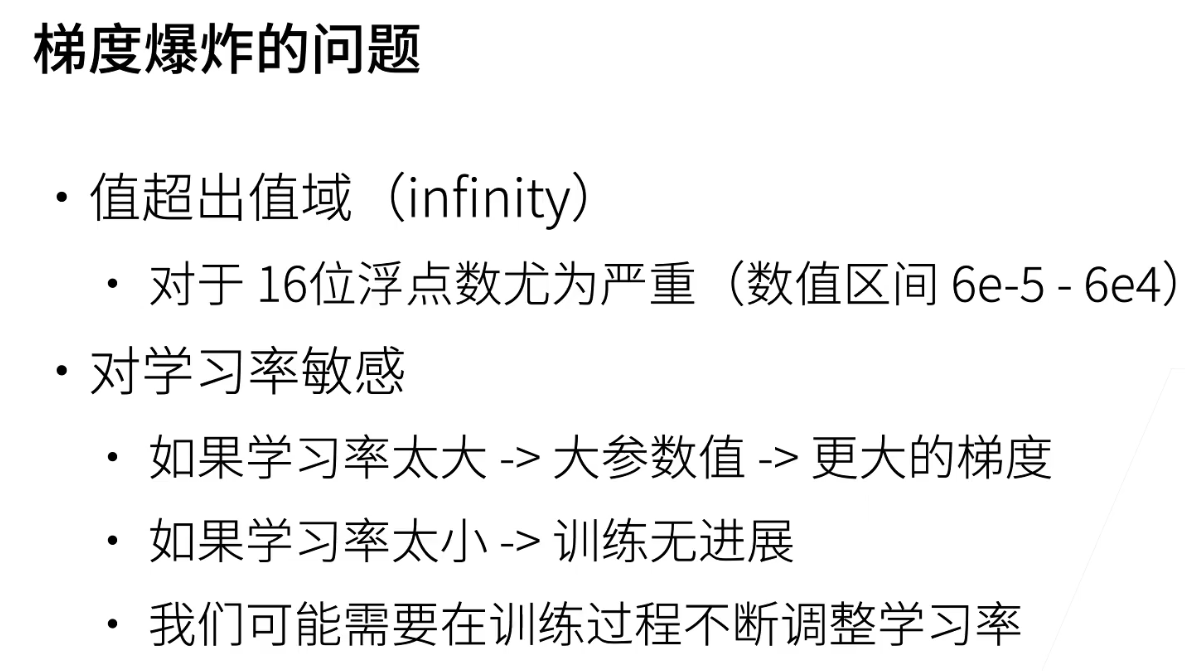 梯度爆炸的问题
• 值超出值域（infinity）
• 对于 16位浮点数尤为严重（数值区间 6e-5 - 6e4）
• 对学习率敏感
• 如果学习率太大 -> 大参数值 -> 更大的梯度
• 如果学习率太小 -> 训练无进展
• 我们可能需要在训练过程不断调整学习率